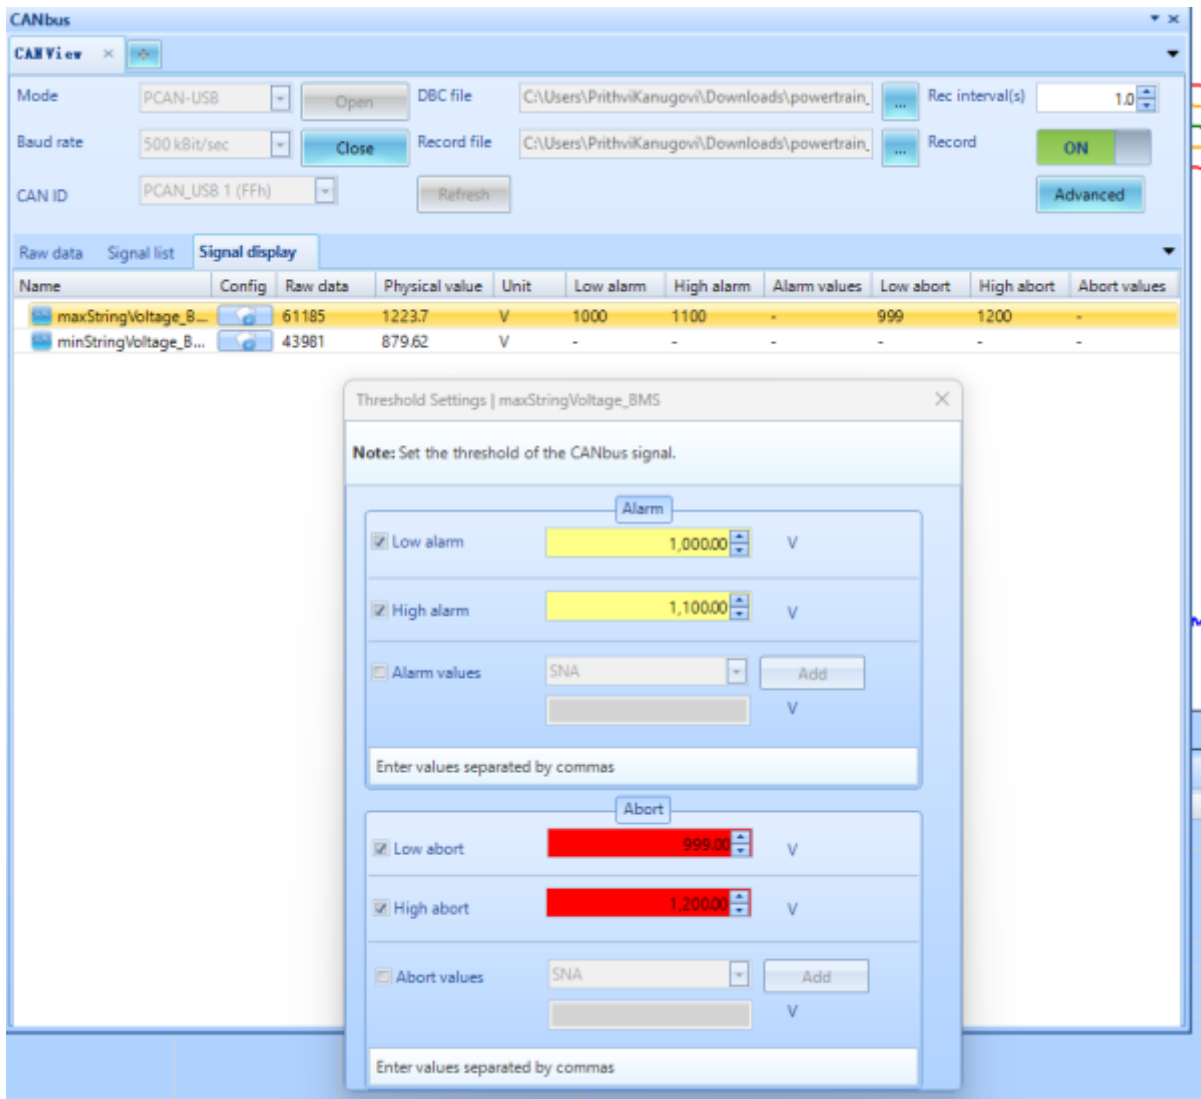 CANbus
CANView
Mode PCAN-USB Open DBC file C:\Users\PrithviKanugovi\Downloads\powertrain_ ... Rec interval(s) 1.0
Baud rate 500 kBit/sec Close Record file C:\Users\PrithviKanugovi\Downloads\powertrain_ ... Record ON
CAN ID PCAN_USB 1 (FFh) Refresh Advanced
Raw data Signal list Signal display
Name Config Raw data Physical value Unit Low alarm High alarm Alarm values Low abort High abort Abort values
maxStringVoltage_B... 61185 1223.7 V 1000 1100 - 999 1200 -
minStringVoltage_B... 43981 879.62 V - - - - - -
Threshold Settings | maxStringVoltage_BMS
Note: Set the threshold of the CANbus signal.
Alarm
Low alarm 1,000.00 V
High alarm 1,100.00 V
Alarm values SNA Add
V
Enter values separated by commas
Abort
Low abort 999.00 V
High abort 1,200.00 V
Abort values SNA Add
V
Enter values separated by commas